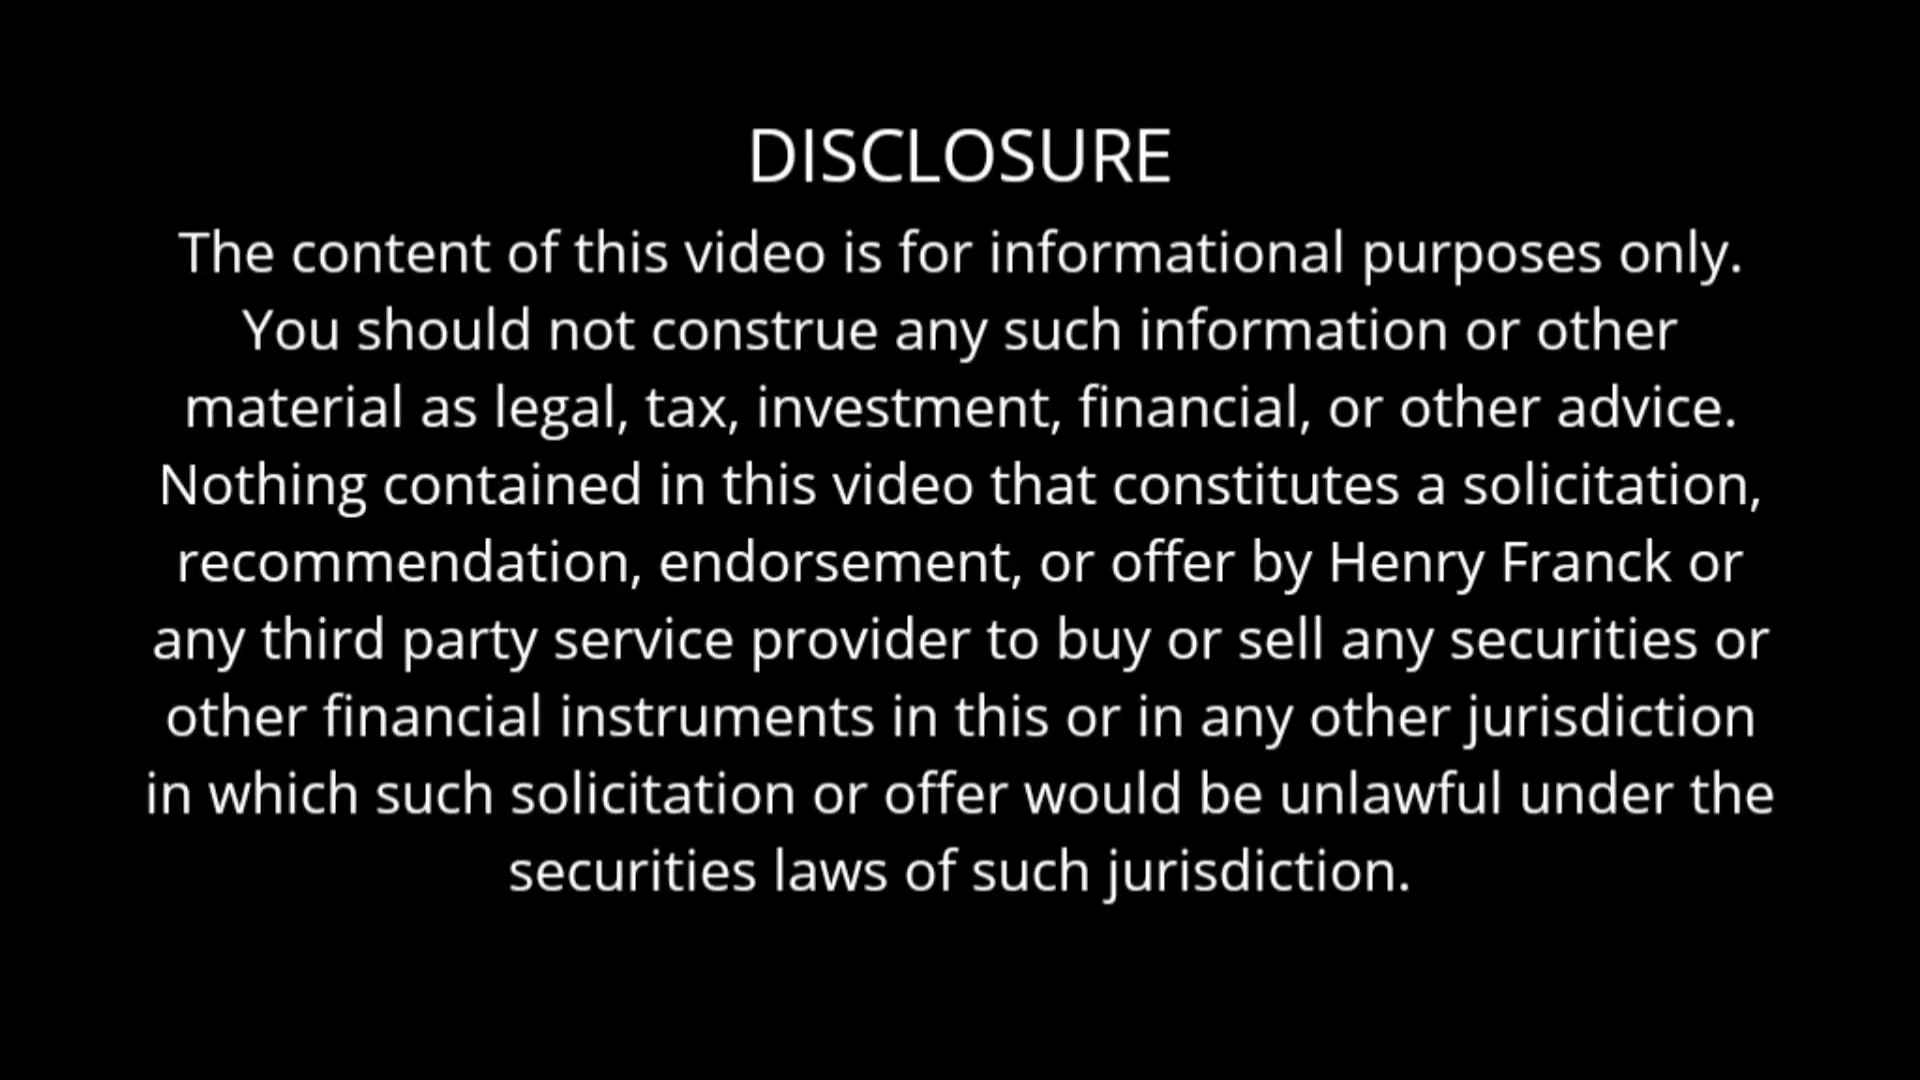 DISCLOSURE
The content of this video is for informational purposes only.
You should not construe any such information or other
material as legal, tax, investment, financial, or other advice.
Nothing contained in this video that constitutes a solicitation,
recommendation, endorsement, or offer by Henry Franck or
any third party service provider to buy or sell any securities or
other financial instruments in this or in any other jurisdiction
in which such solicitation or offer would be unlawful under the
securities laws of such jurisdiction.